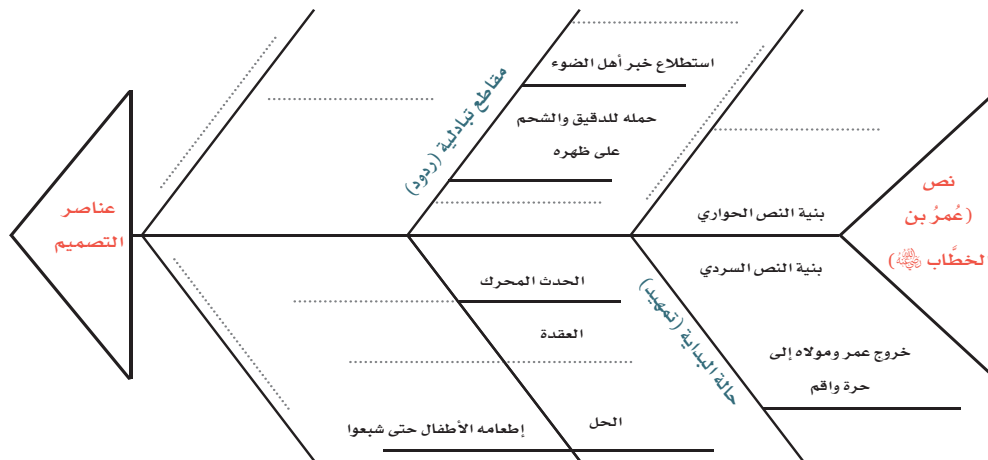 نص
(عُمرُ بن
الخطَّاب ﷺ)
بنية النص الحواري
بنية النص السردي
استطلاع خبر أهل الضوء
حمله للدقيق والشحم
على ظهره
مقاطع تبادلية (ردود)
حالة البداية (تمهيد)
خروج عمر ومولاه إلى
حرة واقم
الحدث المحرك
العقدة
الحل
إطعامه الأطفال حتى شبعوا
عناصر
التصميم